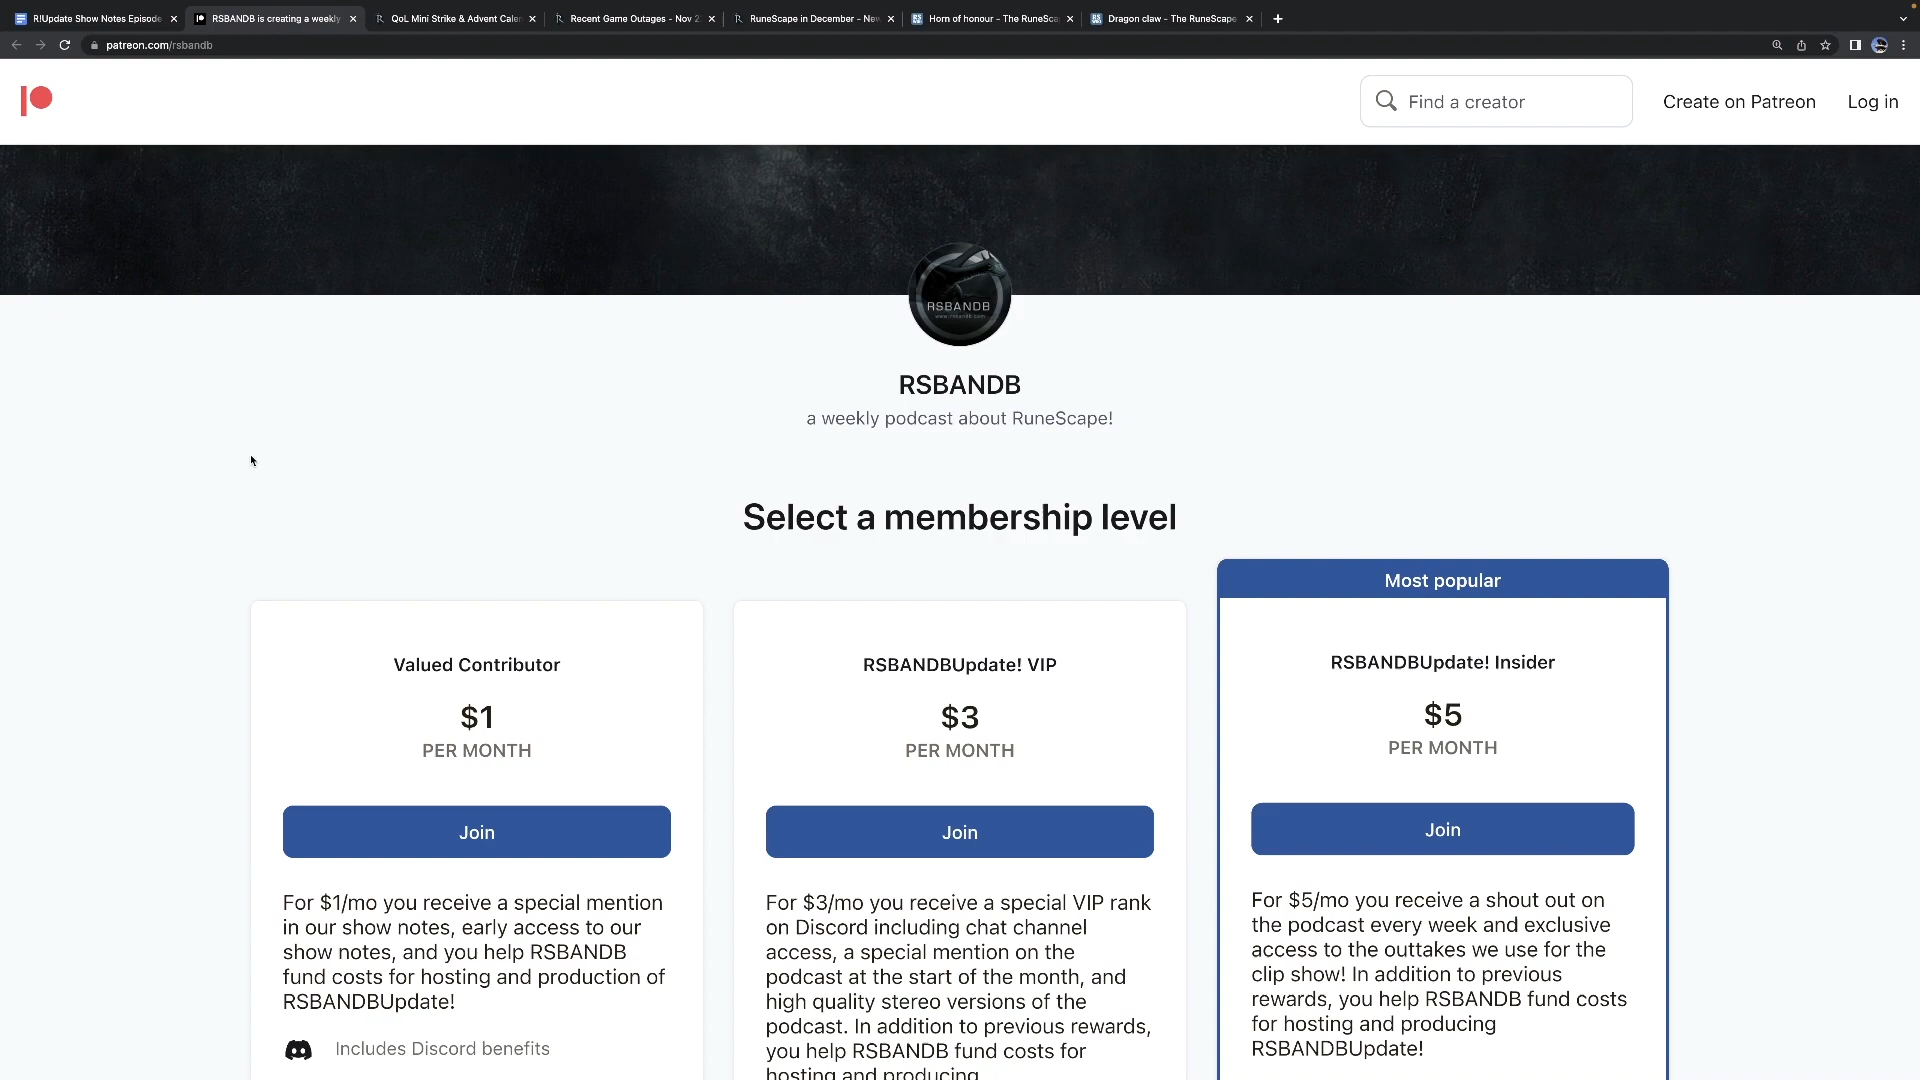 R!Update Show Notes Episode
RSBANDB is creating a weekly
QoL Mini Strike & Advent Calen
Recent Game Outages - Nov 2
RuneScape in December - New
Horn of honour - The RuneSca
Dragon claw - The RuneScape
patreon.com/rsbandb
Find a creator
Create on Patreon
Log in
RSBANDB
www.rsbandb.com
RSBANDB
a weekly podcast about RuneScape!
Select a membership level
Most popular
Valued Contributor
$1
PER MONTH
Join
For $1/mo you receive a special mention
in our show notes, early access to our
show notes, and you help RSBANDB
fund costs for hosting and production of
RSBANDBUpdate!
Includes Discord benefits
RSBANDBUpdate! VIP
$3
PER MONTH
Join
For $3/mo you receive a special VIP rank
on Discord including chat channel
access, a special mention on the
podcast at the start of the month, and
high quality stereo versions of the
podcast. In addition to previous rewards,
you help RSBANDB fund costs for
hosting and producing
RSBANDBUpdate! Insider
$5
PER MONTH
Join
For $5/mo you receive a shout out on
the podcast every week and exclusive
access to the outtakes we use for the
clip show! In addition to previous
rewards, you help RSBANDB fund costs
for hosting and producing
RSBANDBUpdate!